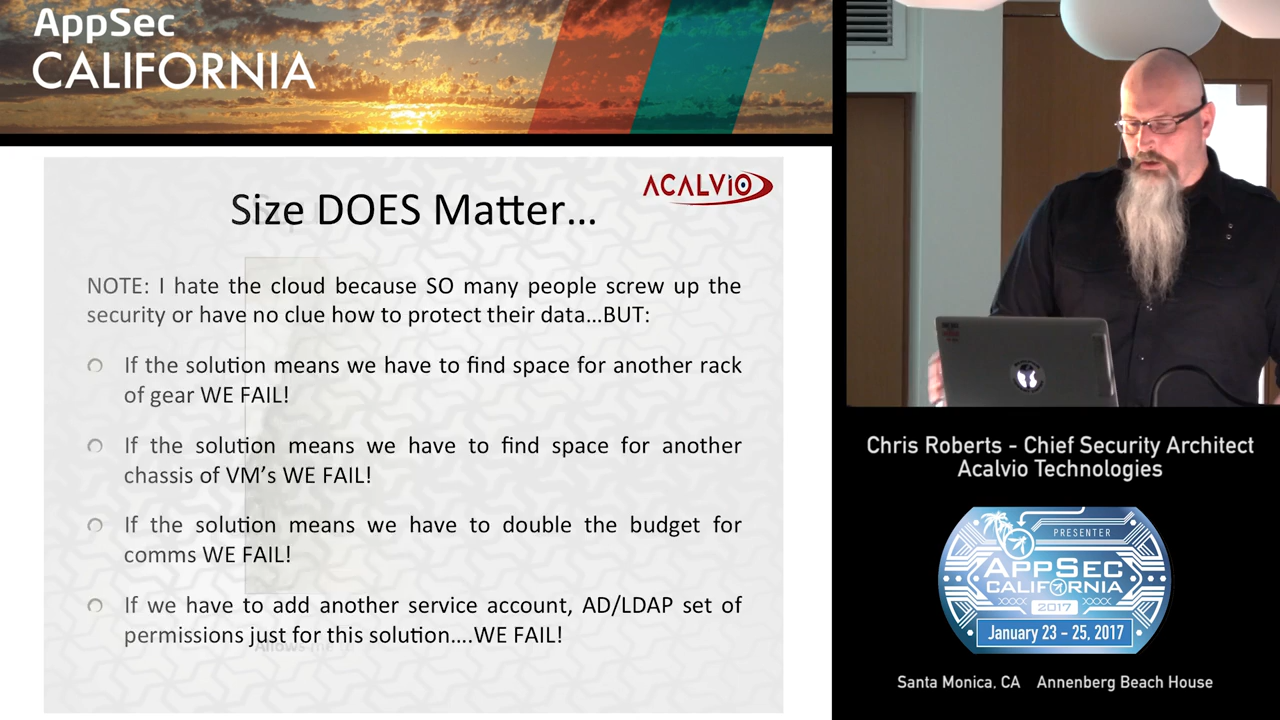 AppSec
CALIFORNIA
ACALVIO
Size DOES Matter...
NOTE: I hate the cloud because SO many people screw up the
security or have no clue how to protect their data...BUT:
If the solution means we have to find space for another rack
of gear WE FAIL!
If the solution means we have to find space for another
chassis of VM's WE FAIL!
If the solution means we have to double the budget for
comms WE FAIL!
If we have to add another service account, AD/LDAP set of
permissions just for this solution....WE FAIL!
Allows
Chris Roberts - Chief Security Architect
Acalvio Technologies
PRESENTER
APPSEC
CALIFORNIA
XXXX 2017 XXXX
January 23 - 25, 2017
Santa Monica, CA Annenberg Beach House